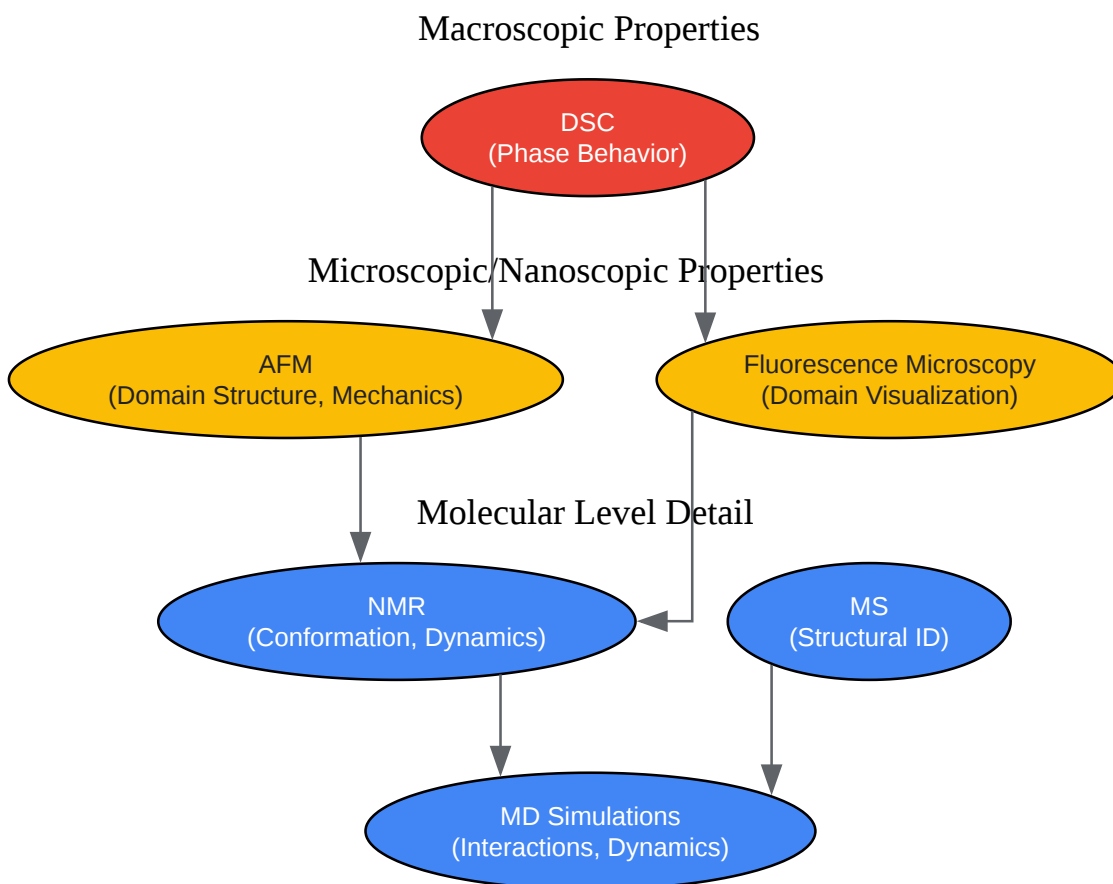 Macroscopic Properties
DSC
(Phase Behavior)
Microscopic/Nanoscopic Properties
AFM
(Domain Structure, Mechanics)
Fluorescence Microscopy
(Domain Visualization)
Molecular Level Detail
NMR
(Conformation, Dynamics)
MS
(Structural ID)
MD Simulations
(Interactions, Dynamics)